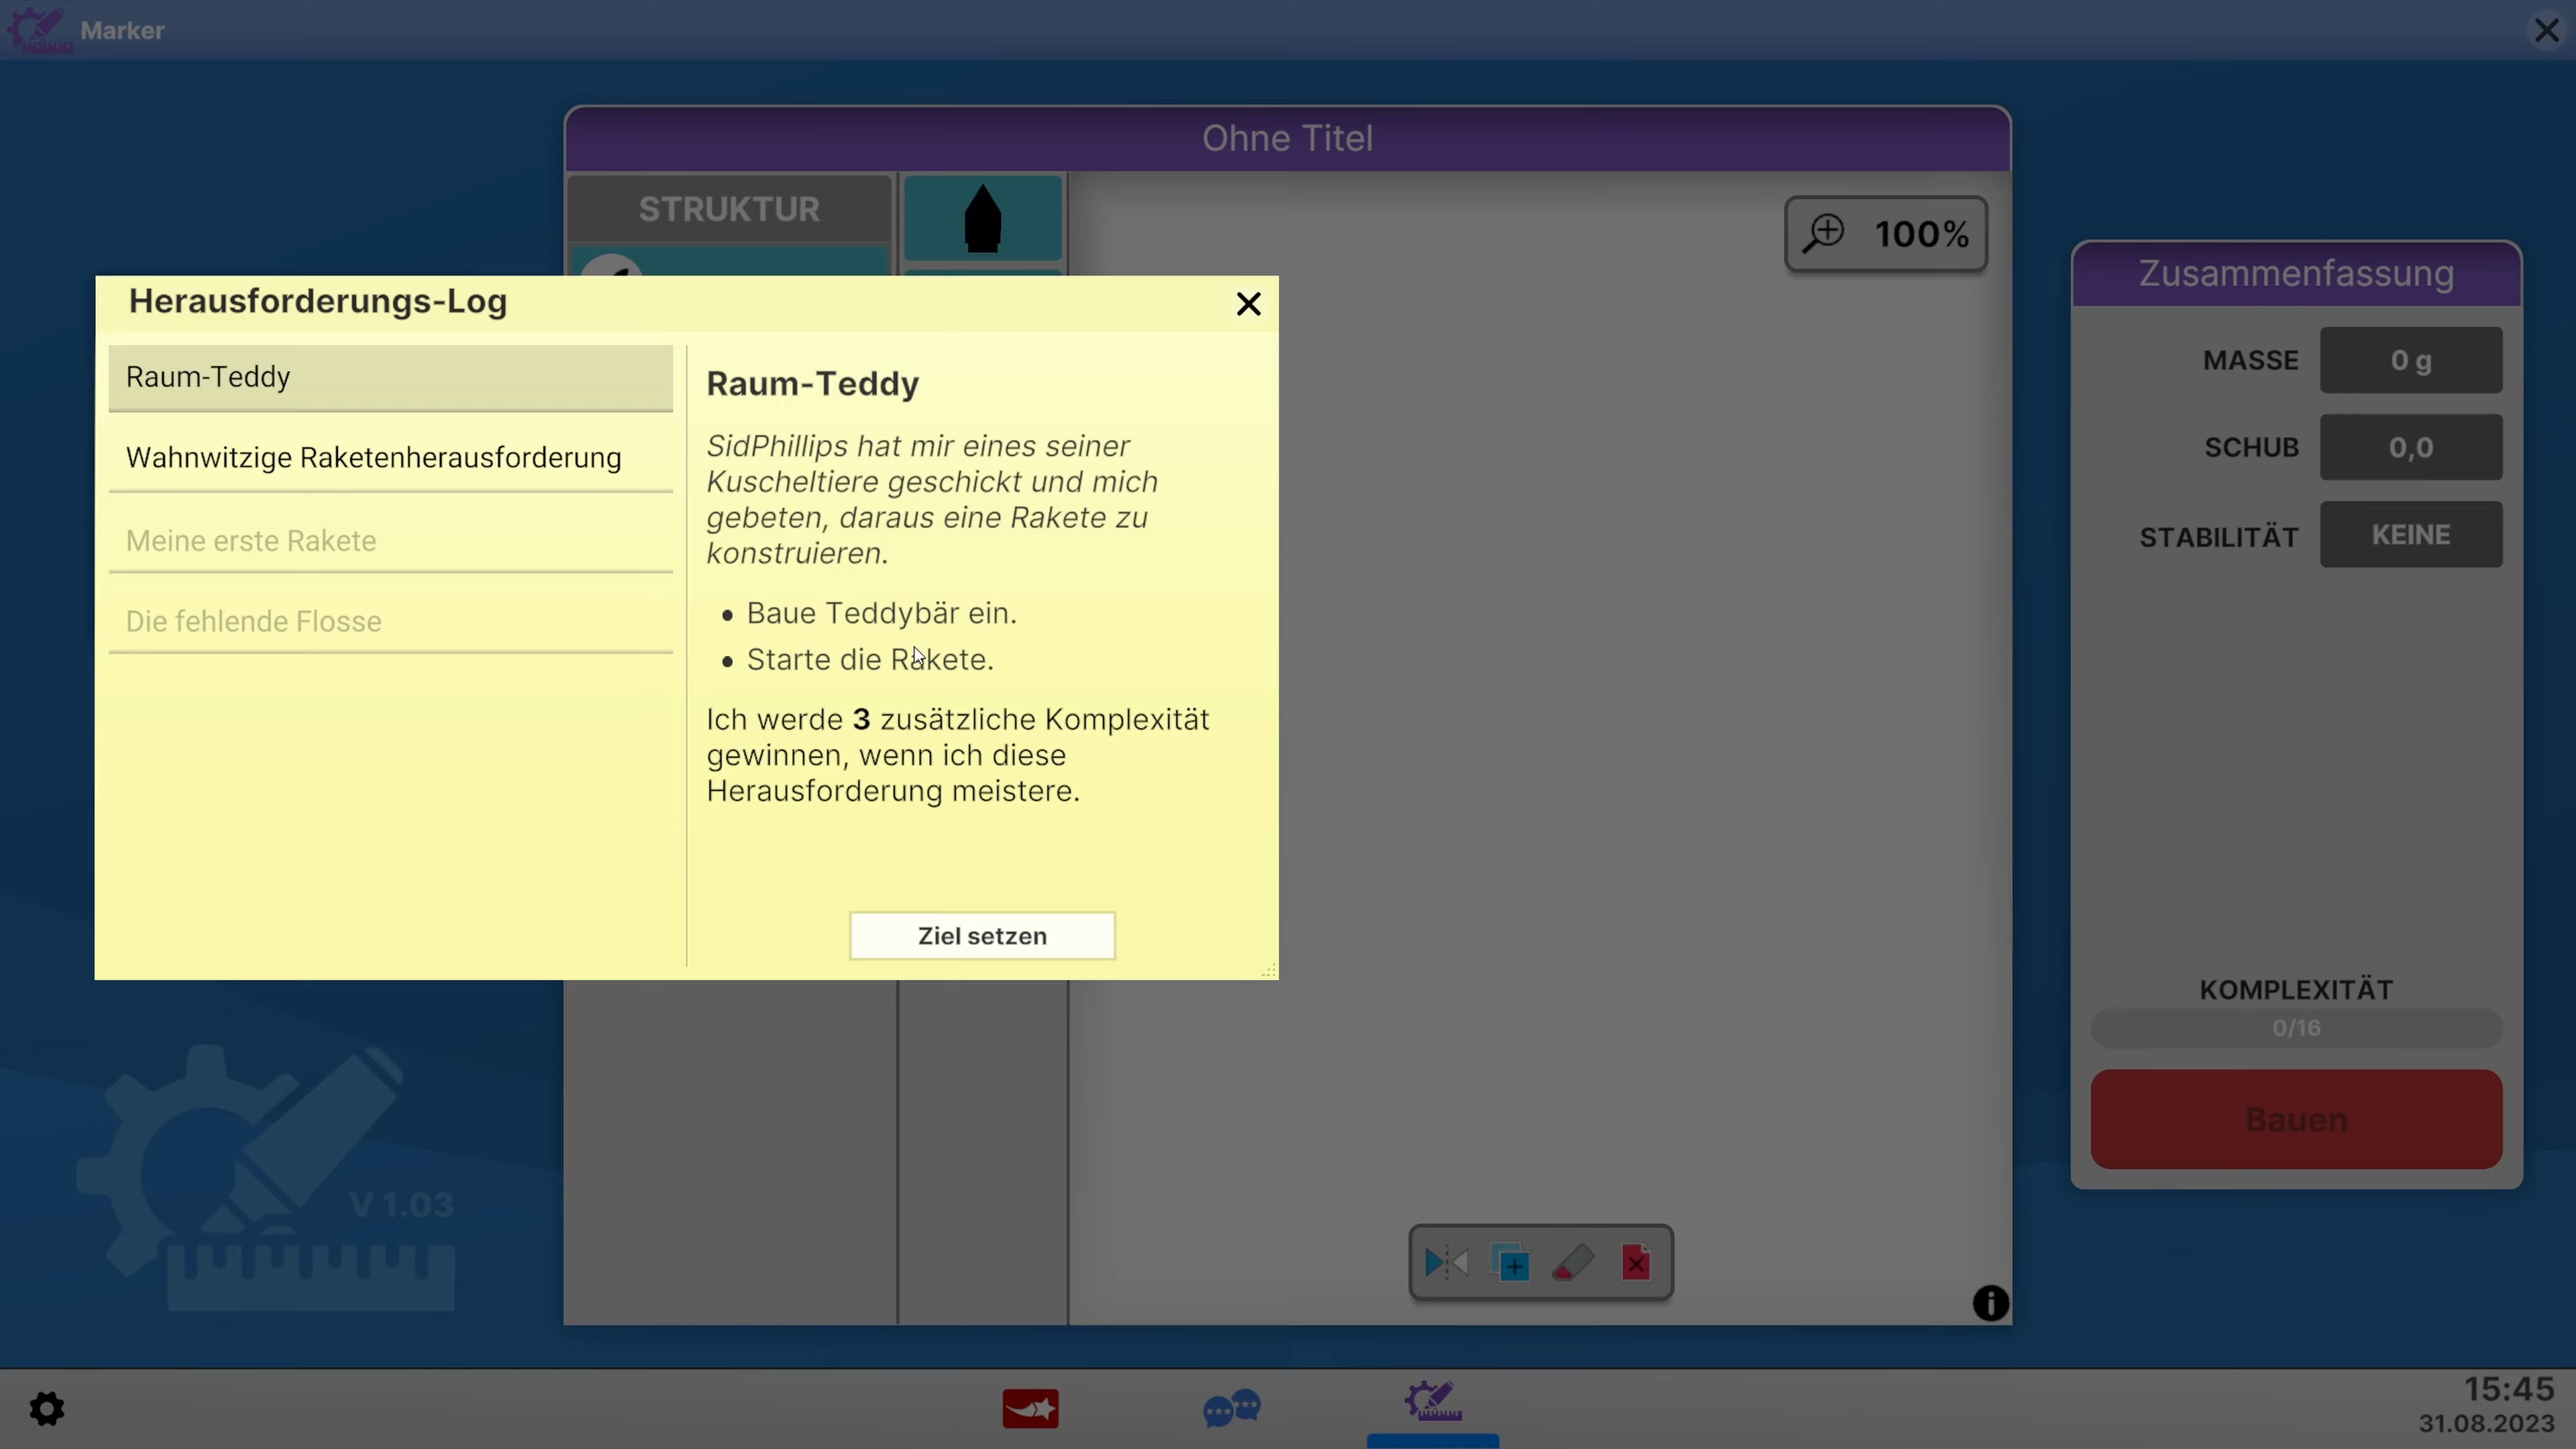 Marker
Ohne Titel
STRUKTUR
100%
Zusammenfassung
MASSE
0 g
SCHUB
0,0
STABILITÄT
KEINE
Herausforderungs-Log
Raum-Teddy
Wahnwitzige Raketenherausforderung
Meine erste Rakete
Die fehlende Flosse
Raum-Teddy
SidPhillips hat mir eines seiner
Kuscheltiere geschickt und mich
gebeten, daraus eine Rakete zu
konstruieren.
• Baue Teddybär ein.
• Starte die Rakete.
Ich werde 3 zusätzliche Komplexität
gewinnen, wenn ich diese
Herausforderung meistere.
Ziel setzen
KOMPLEXITÄT
0/16
Bauen
V 1.03
15:45
31.08.2023